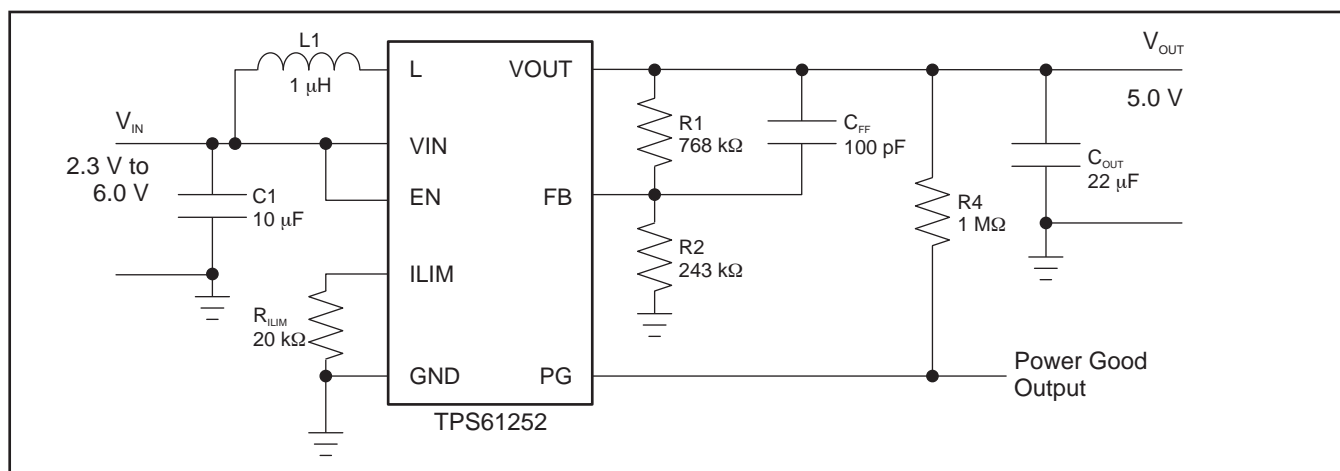 L1
1 µH
V_IN
2.3 V to
6.0 V
C1
10 µF
R_ILIM
20 kΩ
L
VIN
EN
ILIM
GND
VOUT
FB
PG
TPS61252
R1
768 kΩ
R2
243 kΩ
C_FF
100 pF
R4
1 MΩ
V_OUT
5.0 V
C_OUT
22 µF
Power Good
Output